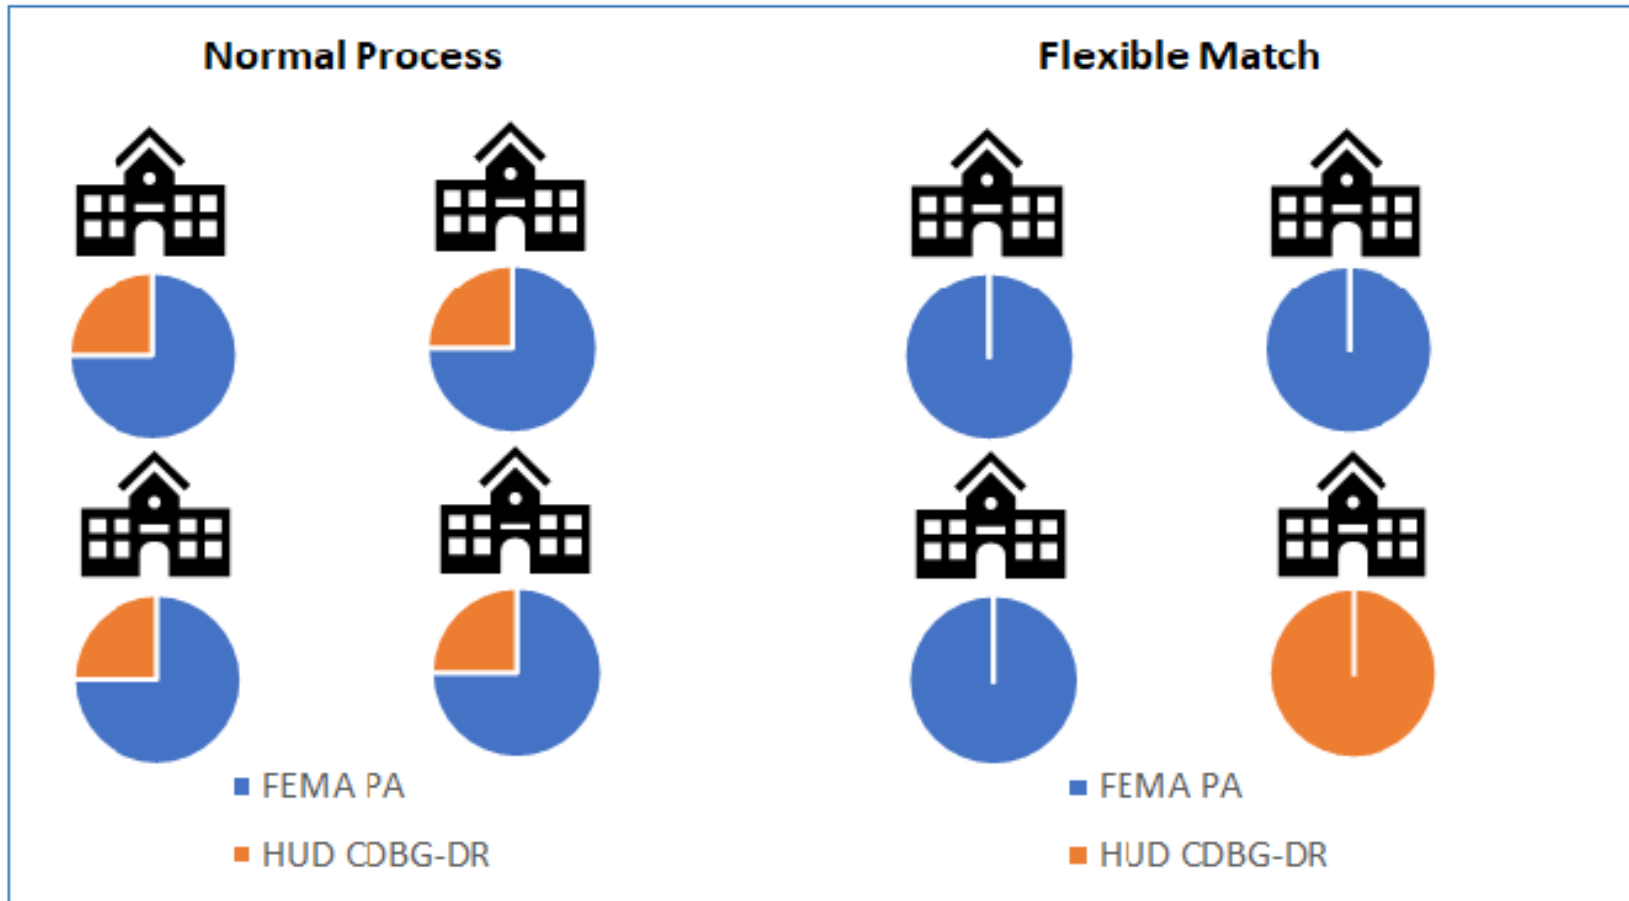 Normal Process
Flexible Match
FEMA PA
HUD CDBG-DR
FEMA PA
HUD CDBG-DR